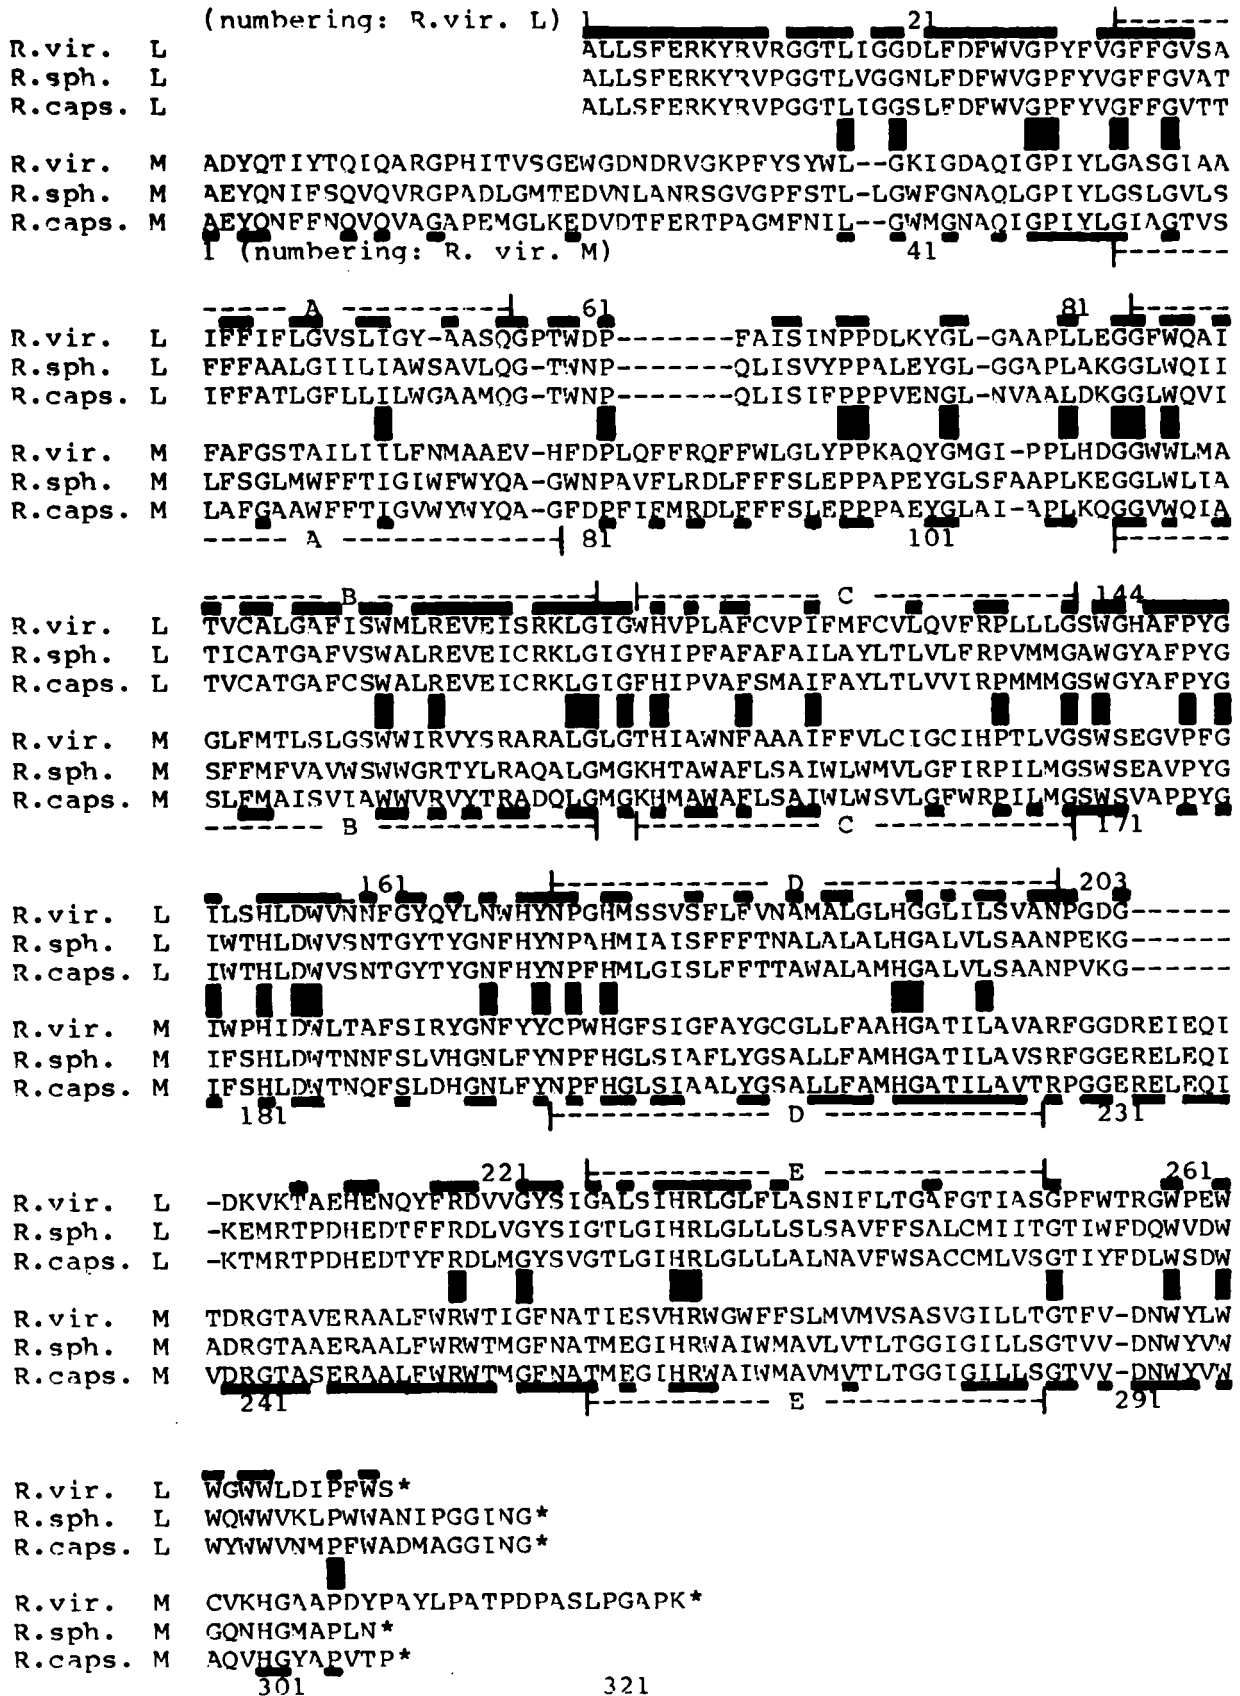 (numbering: R.vir. L) 1 21
R.vir. L ALLSFERKYRVRGGTLIGGDLFDFWVGPYFVGFFGVSA
R.sph. L ALLSFERKYRVPGGTLVGGNLFDFWVGPFYVGFFGVAT
R.caps. L ALLSFERKYRVPGGTLIGGSLFDFWVGPFYVGFFGVTT
R.vir. M ADYQTIYTQIQARGPHITVSGEWGDNDRVGKPFYSYWL--GKIGDAQIGPIYLGASGIAA
R.sph. M AEYQNIFSQVQVRGPADLGMTEDVNLANRSGVGPFSTL-LGWFGNAQLGPIYLGSLGVLS
R.caps. M AEYQNFFNQVQVAGAPEMGLKEDVDTFERTPAGMFNIL--GWMGNAQIGPIYLGIAGTVS
1 (numbering: R. vir. M) 41
A 61 81
R.vir. L IFFIFLGVSLIGY-AASQGPTWDP-------FAISINPPDLKYGL-GAAPLLEGGFWQAI
R.sph. L FFFAALGIILIAWSAVLQG-TWNP-------QLISVYPPALEYGL-GGAPLAKGGLWQII
R.caps. L IFFATLGFLLILWGAAMQG-TWNP-------QLISIFPPPVENGL-NVAALDKGGLWQVI
R.vir. M FAFGSTAILIILFNMAAEV-HFDPLQFFRQFFWLGLYPPKAQYGMGI-PPLHDGGWWLMA
R.sph. M LFSGLMWFFTIGIWFWYQA-GWNPAVFLRDLFFFSLEPPAPEYGLSFAAPLKEGGLWLIA
R.caps. M LAFGAAWFFTIGVWYWYQA-GFDPFIFMRDLFFFSLEPPPAEYGLAI-APLKQGGVWQIA
A 81 101
B C 144
R.vir. L TVCALGAFISWMLREVEISRKLGIGWHVPLAFCVPIFMFCVLQVFRPLLLGSWGHAFPYG
R.sph. L TICATGAFVSWALREVEICRKLGIGYHIPFAFAFAILAYLTLVLFRPVMMGAWGYAFPYG
R.caps. L TVCATGAFCSWALREVEICRKLGIGFHIPVAFSMAIFAYLTLVVIRPMMMGSWGYAFPYG
R.vir. M GLFMTLSLGSWWIRVYSRARALGLGTHIAWNFAAAIFFVLCIGCIHPTLVGSWSEGVPFG
R.sph. M SFFMFVAVWSWWGRTYLRAQALGMGKHTAWAFLSAIWLWMVLGFIRPILMGSWSEAVPYG
R.caps. M SLFMAISVIAWWVRVYTRADQLGMGKHMAWAFLSAIWLWSVLGFWRPILMGSWSVAPPYG
B C 171
161 D 203
R.vir. L ILSHLDWVNNFGYQYLNWHYNPGHMSSVSFLFVNAMALGLHGGLILSVANPGDG------
R.sph. L IWTHLDWVSNTGYTYGNFHYNPAHMIAISFFFTNALALALHGALVLSAANPEKG------
R.caps. L IWTHLDWVSNTGYTYGNFHYNPFHMLGISLFFTTAWALAMHGALVLSAANPVKG------
R.vir. M IWPHIDWLTAFSIRYGNFYYCPWHGFSIGFAYGCGLLFAAHGATILAVARFGGDREIEQI
R.sph. M IFSHLDWTNNFSLVHGNLFYNPFHGLSIAFLYGSALLFAMHGATILAVSRFGGERELEQI
R.caps. M IFSHLDWTNQFSLDHGNLFYNPFHGLSIAALYGSALLFAMHGATILAVTRPGGERELEQI
181 D 231
221 E 261
R.vir. L -DKVKTAEHENQYFRDVVGYSIGALSIHRLGLFLASNIFLTGAFGTIASGPFWTRGWPEW
R.sph. L -KEMRTPDHEDTFFRDLVGYSIGTLGIHRLGLLLSLSAVFFSALCMIITGTIWFDQWVDW
R.caps. L -KTMRTPDHEDTYFRDLMGYSVGTLGIHRLGLLLALNAVFWSACCMLVSGTIYFDLWSDW
R.vir. M TDRGTAVERAALFWRWTIGFNATIESVHRWGWFFSLMVMVSASVGILLTGTFV-DNWYLW
R.sph. M ADRGTAAERAALFWRWTMGFNATMEGIHRWAIWMAVLVTLTGGIGILLSGTVV-DNWYVW
R.caps. M VDRGTASERAALFWRWTMGFNATMEGIHRWAIWMAVMVTLTGGIGILLSGTVV-DNWYVW
241 E 291
R.vir. L WGWWLDIPFWS*
R.sph. L WQWWVKLPWWANIPGGING*
R.caps. L WYWWVNMPFWADMAGGING*
R.vir. M CVKHGAAPDYPAYLPATPDPASLPGAPK*
R.sph. M GQNHGMAPLN*
R.caps. M AQVHGYAPVTP*
301 321